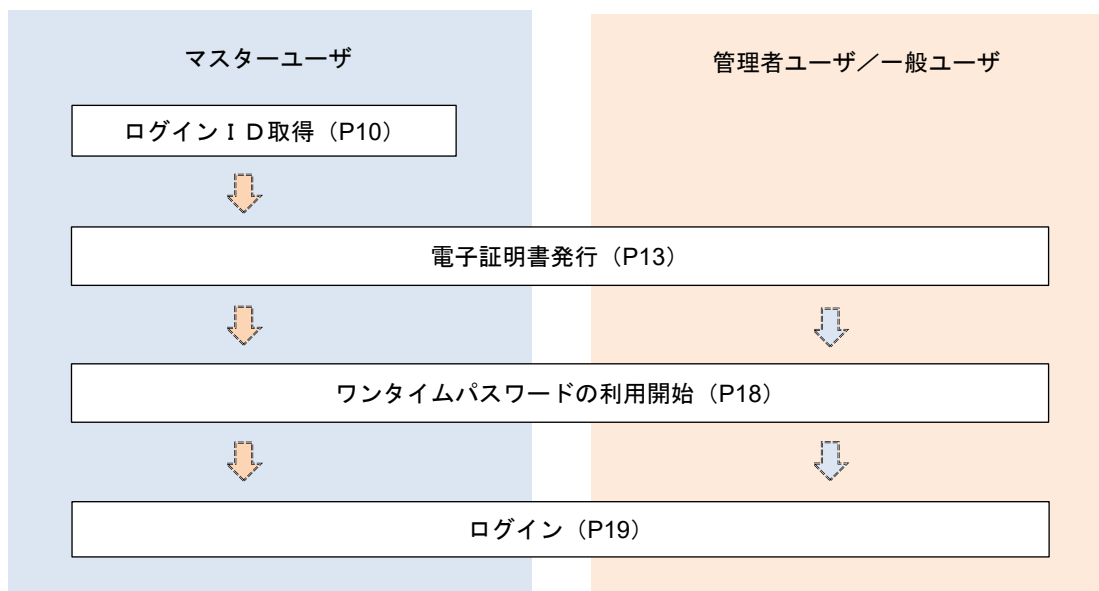 マスターユーザ
管理者ユーザ／一般ユーザ
ログインＩＤ取得（P10）
電子証明書発行（P13）
ワンタイムパスワードの利用開始（P18）
ログイン（P19）